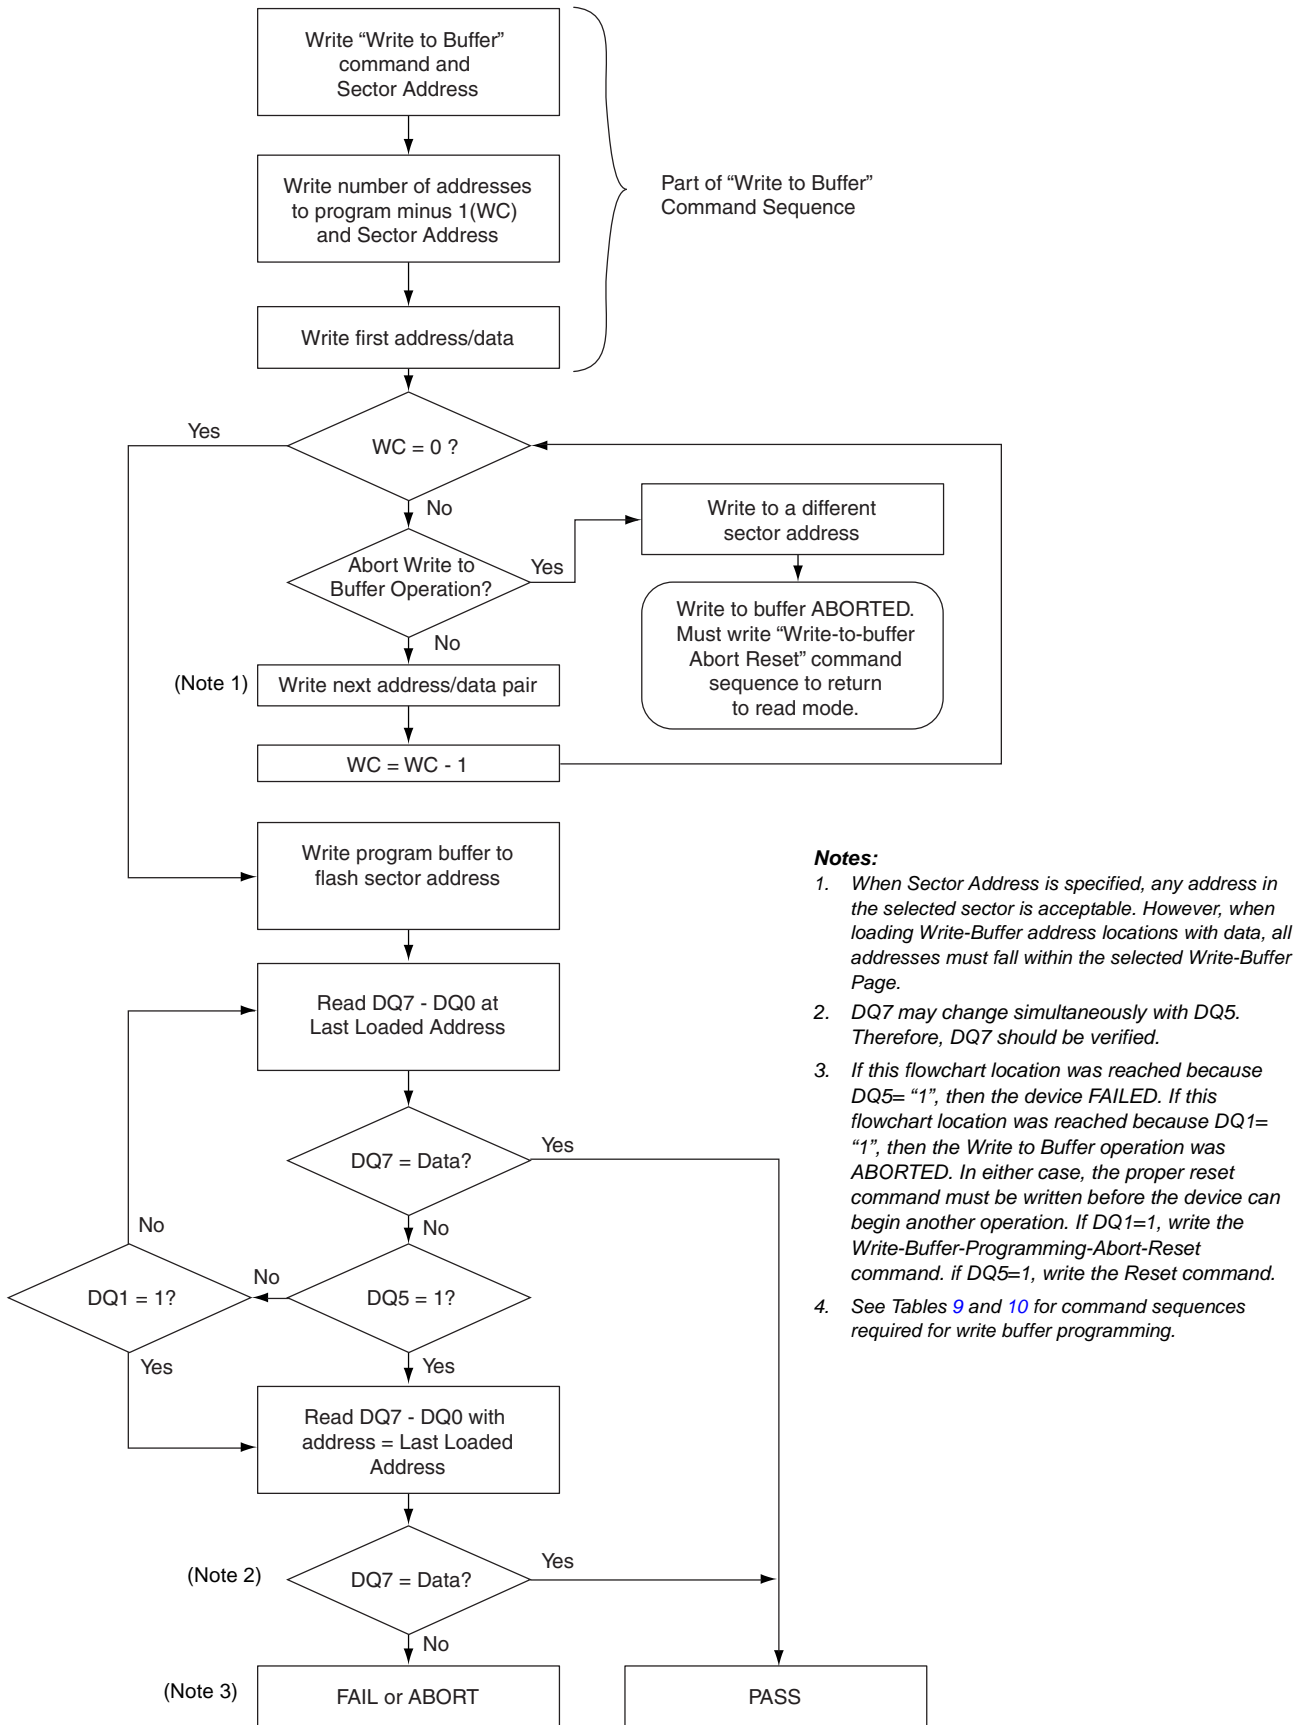 Write “Write to Buffer”
command and
Sector Address
Write number of addresses
to program minus 1(WC)
and Sector Address
Part of “Write to Buffer”
Command Sequence
Write first address/data
Yes
WC = 0 ?
No
Write to a different
sector address
Abort Write to
Buffer Operation?
Yes
Write to buffer ABORTED.
Must write “Write-to-buffer
Abort Reset” command
sequence to return
to read mode.
No
(Note 1)
Write next address/data pair
WC = WC - 1
Write program buffer to
flash sector address
Read DQ7 - DQ0 at
Last Loaded Address
DQ7 = Data?
Yes
No
No
DQ1 = 1?
No
DQ5 = 1?
Yes
Yes
Read DQ7 - DQ0 with
address = Last Loaded
Address
(Note 2)
DQ7 = Data?
Yes
No
(Note 3)
FAIL or ABORT
PASS
Notes:
1. When Sector Address is specified, any address in
the selected sector is acceptable. However, when
loading Write-Buffer address locations with data, all
addresses must fall within the selected Write-Buffer
Page.
2. DQ7 may change simultaneously with DQ5.
Therefore, DQ7 should be verified.
3. If this flowchart location was reached because
DQ5= “1”, then the device FAILED. If this
flowchart location was reached because DQ1=
“1”, then the Write to Buffer operation was
ABORTED. In either case, the proper reset
command must be written before the device can
begin another operation. If DQ1=1, write the
Write-Buffer-Programming-Abort-Reset
command. if DQ5=1, write the Reset command.
4. See Tables 9 and 10 for command sequences
required for write buffer programming.